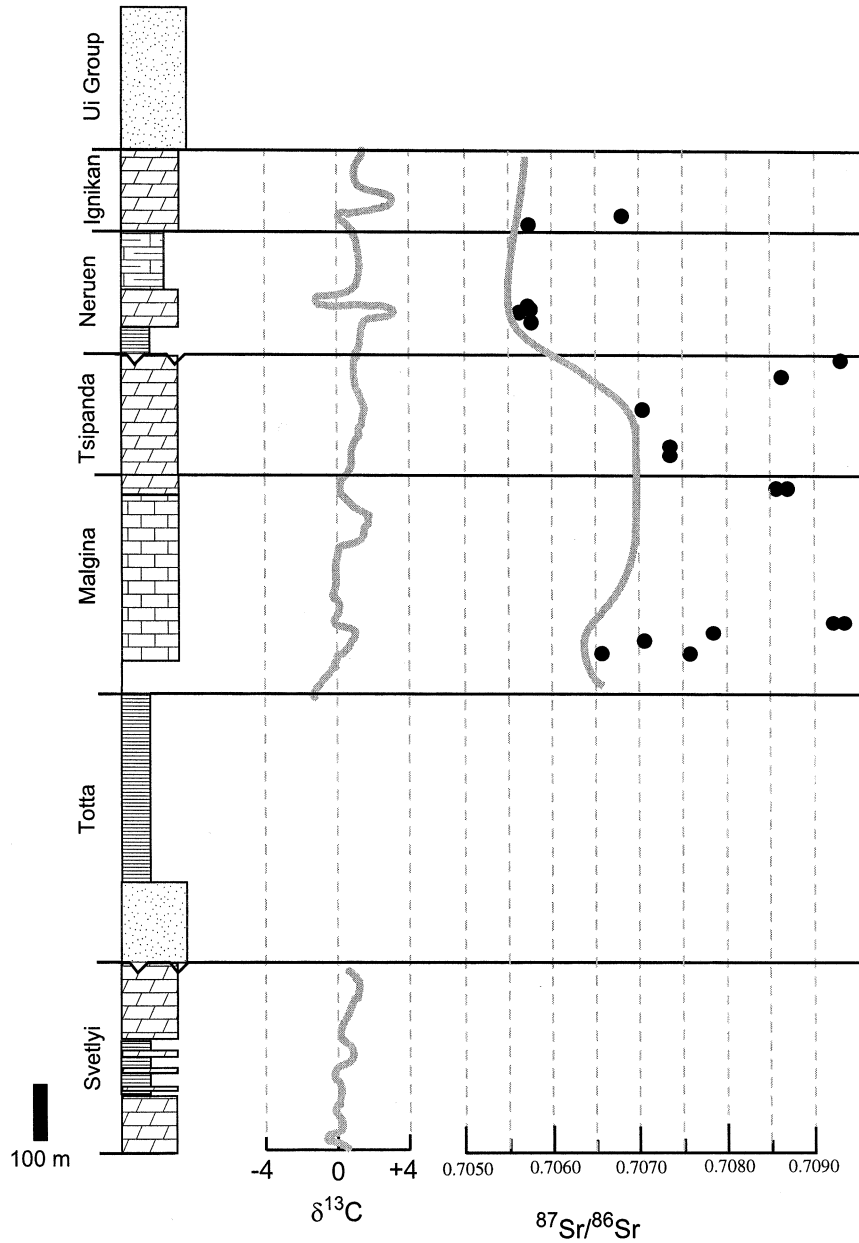 Ui Group
Ignikan
Neruen
Tsipanda
Malgina
Totta
Svetlyi
100 m
-4 0 +4
δ13C
0.7050 0.7060 0.7070 0.7080 0.7090
87Sr/86Sr